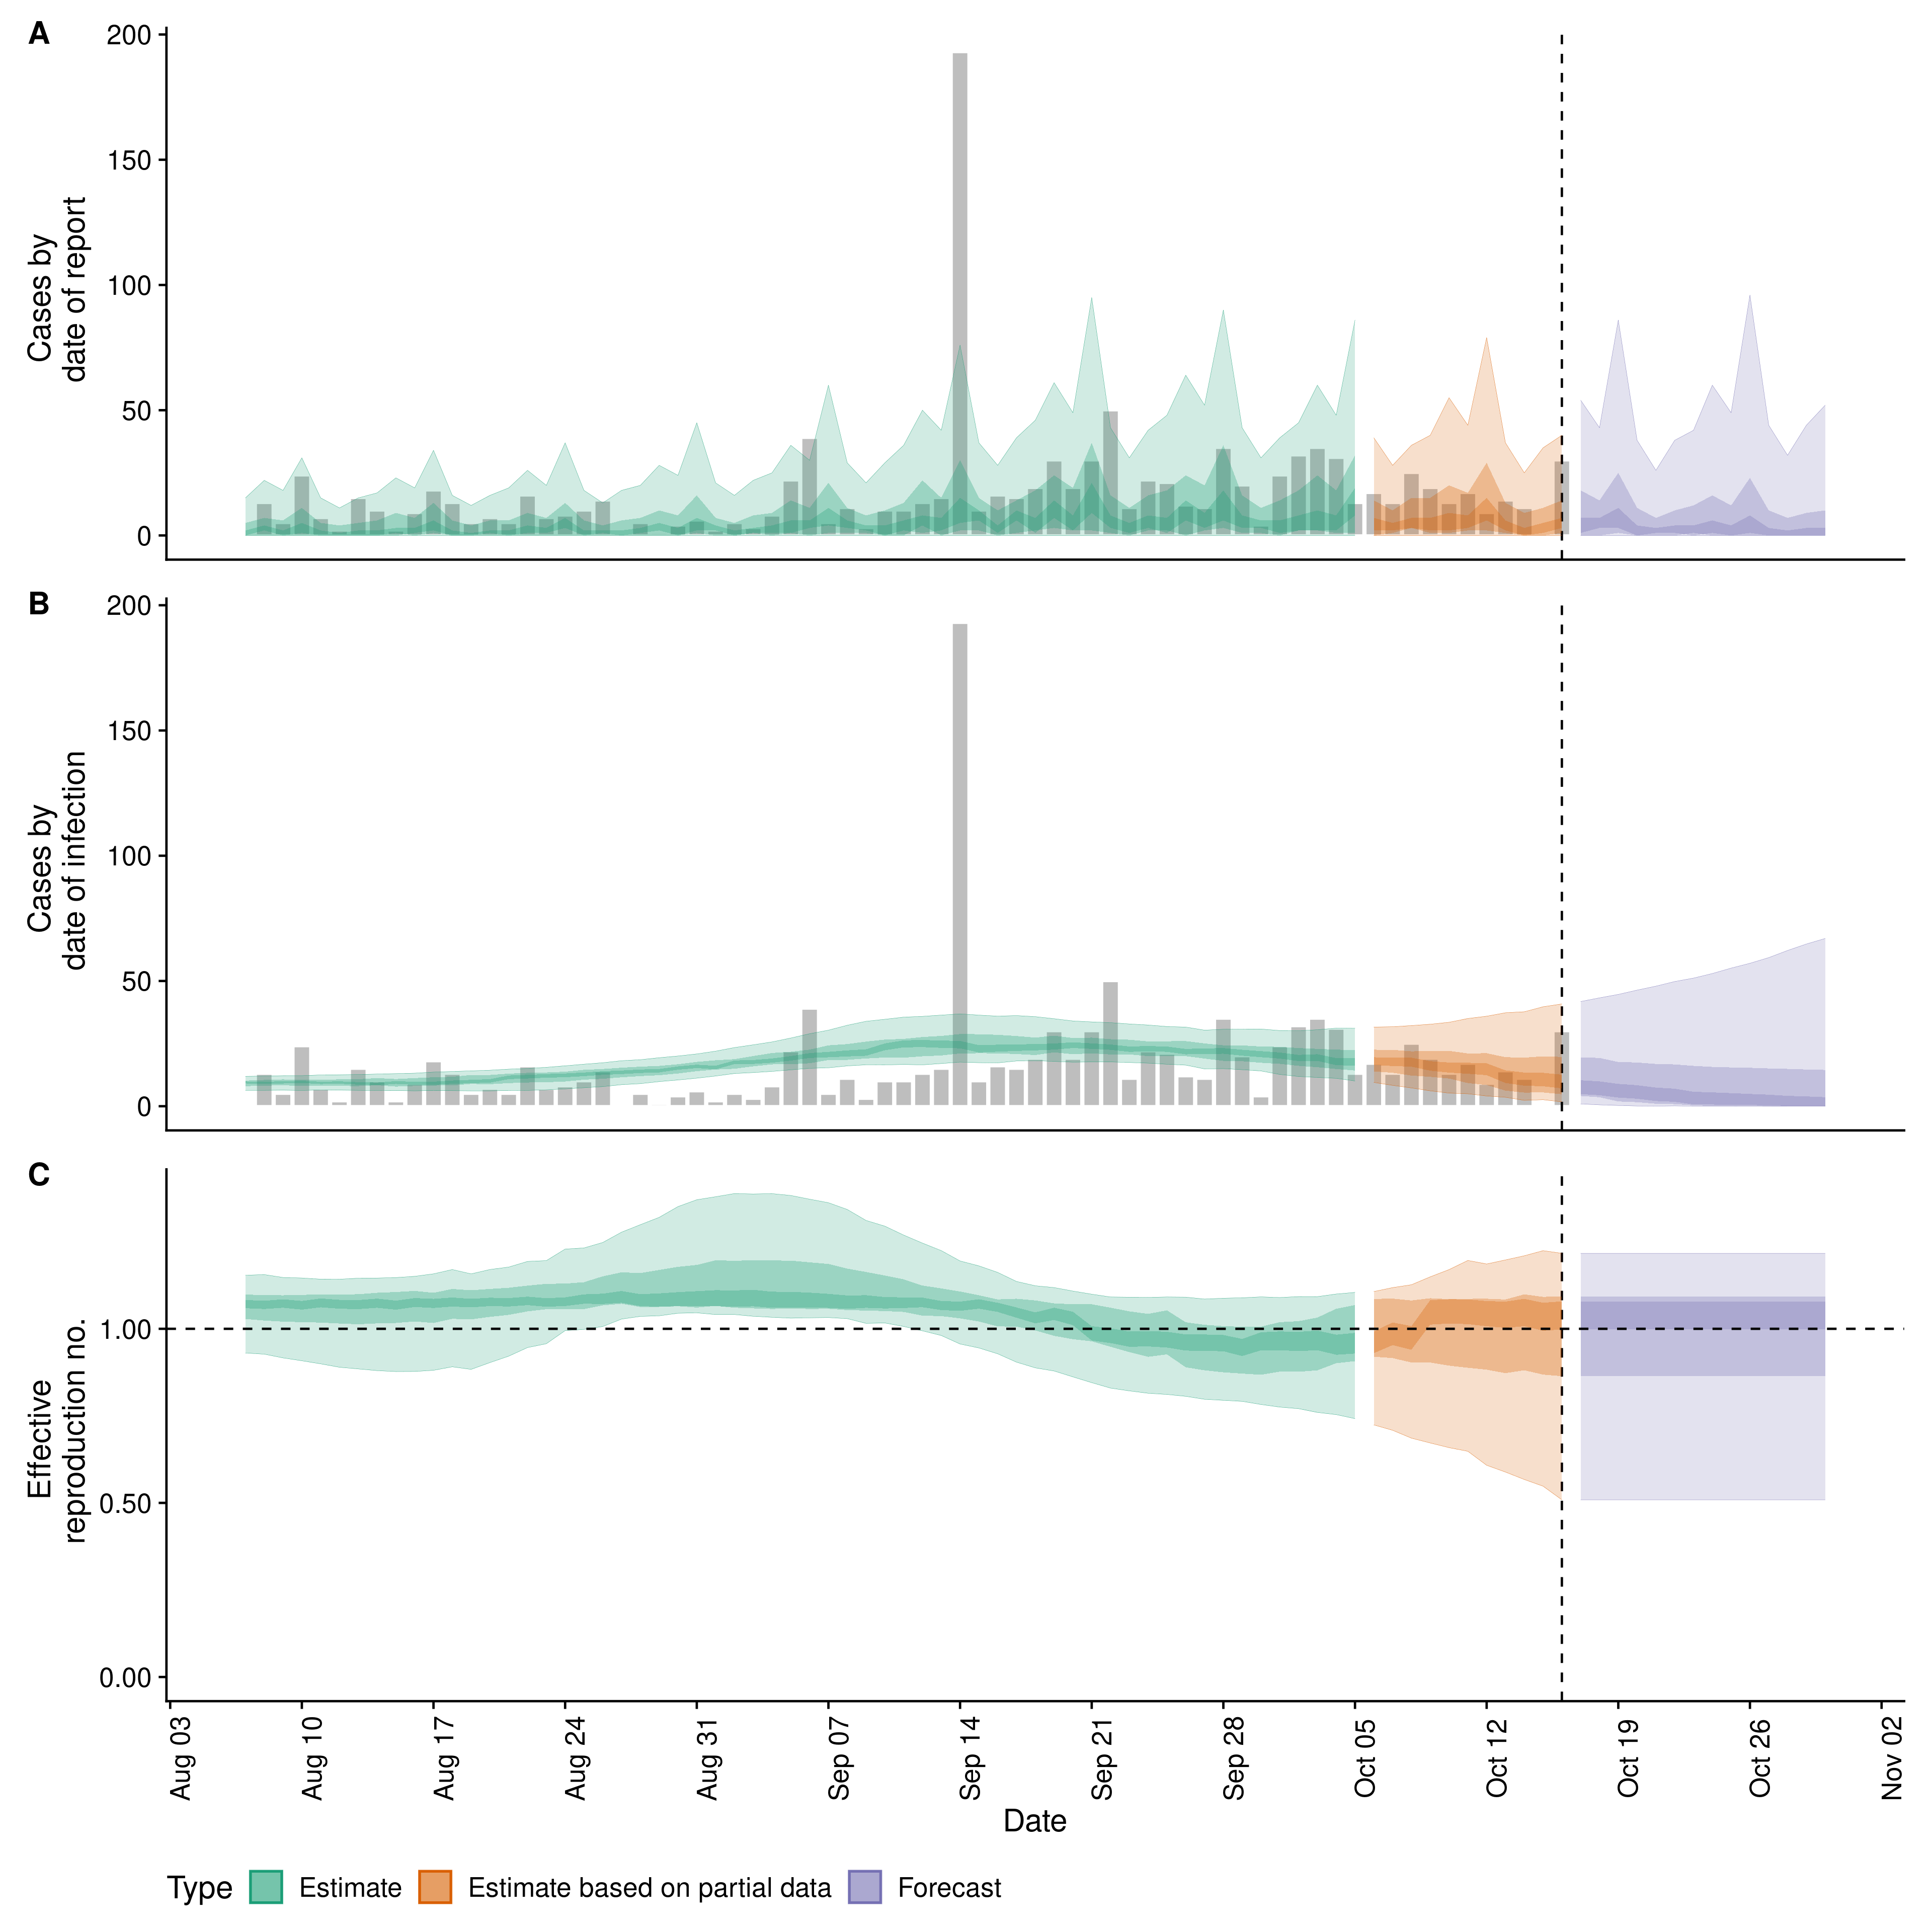 A
200
150
100
50
0
Cases by
date of report
B
200
150
100
50
0
Cases by
date of infection
C
1.00
0.50
0.00
Effective
reproduction no.
Aug 03
Aug 10
Aug 17
Aug 24
Aug 31
Sep 07
Sep 14
Sep 21
Sep 28
Oct 05
Oct 12
Oct 19
Oct 26
Nov 02
Date
Type Estimate Estimate based on partial data Forecast